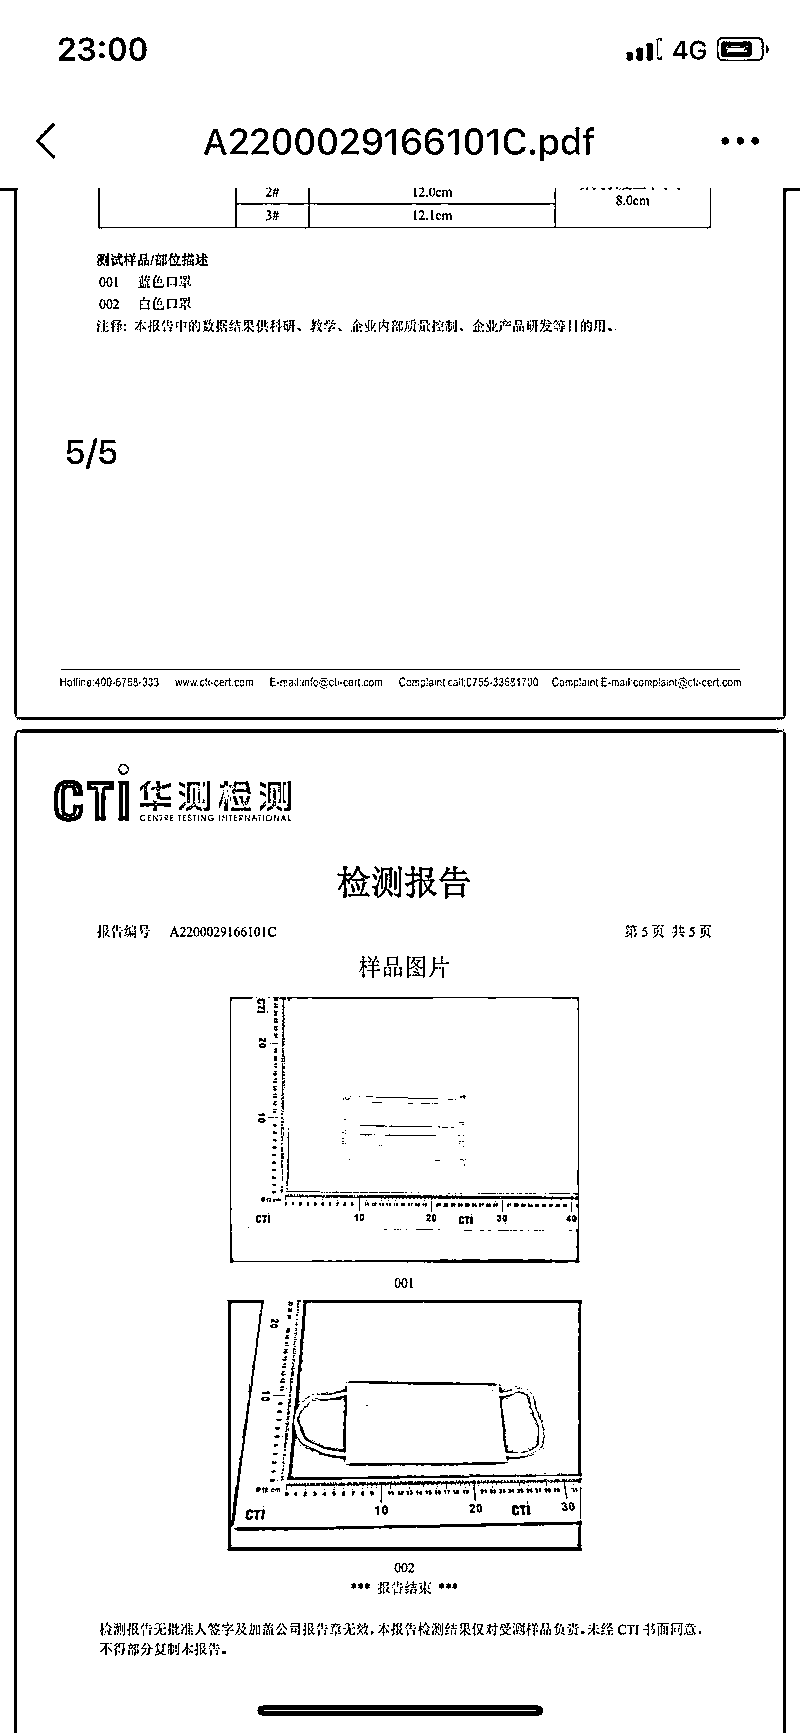 23:00
4G
A2200029166101C.pdf
2# 12.0cm
8.0cm
3# 12.1cm
测试样品/部位描述
001 蓝色口罩
002 白色口罩
注释: 本报告中的数据结果供科研、教学、企业内部质量控制、企业产品研发等目的用。
5/5
Hotline:400-6788-333 www.cti-cert.com E-mail:info@cti-cert.com Complaint call:0755-33681700 Complaint E-mail:complaint@cti-cert.com
CTI 华测检测
CENTRE TESTING INTERNATIONAL
检测报告
报告编号 A2200029166101C 第 5 页 共 5 页
样品图片
CTI
20
10
CTI 10 20 CTI 30 40
001
20
10
10 20 30
CTI CTI
002
*** 报告结束 ***
检测报告无批准人签字及加盖公司报告章无效,本报告检测结果仅对受测样品负责。未经 CTI 书面同意,
不得部分复制本报告。